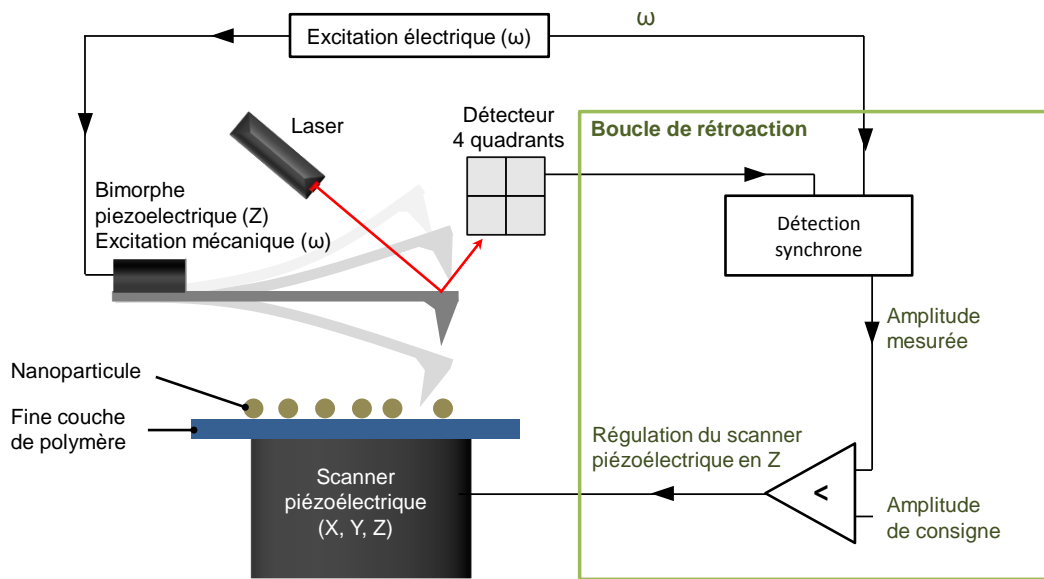 ω
Excitation électrique (ω)
Laser
Détecteur
4 quadrants
Boucle de rétroaction
Bimorphe
piezoelectrique (Z)
Excitation mécanique (ω)
Détection
synchrone
Amplitude
mesurée
Nanoparticule
Fine couche
de polymère
Régulation du scanner
piézoélectrique en Z
Scanner
piézoélectrique
(X, Y, Z)
<
Amplitude
de consigne